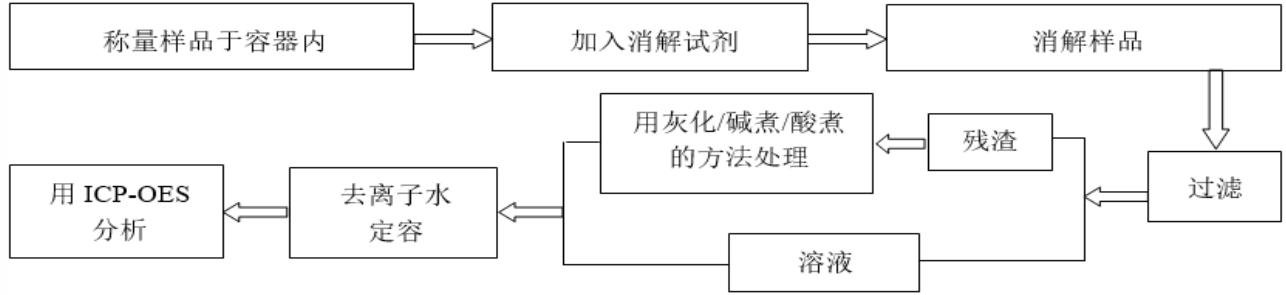 称量样品于容器内
加入消解试剂
消解样品
过滤
残渣
用灰化/碱煮/酸煮
的方法处理
溶液
去离子水
定容
用 ICP-OES
分析